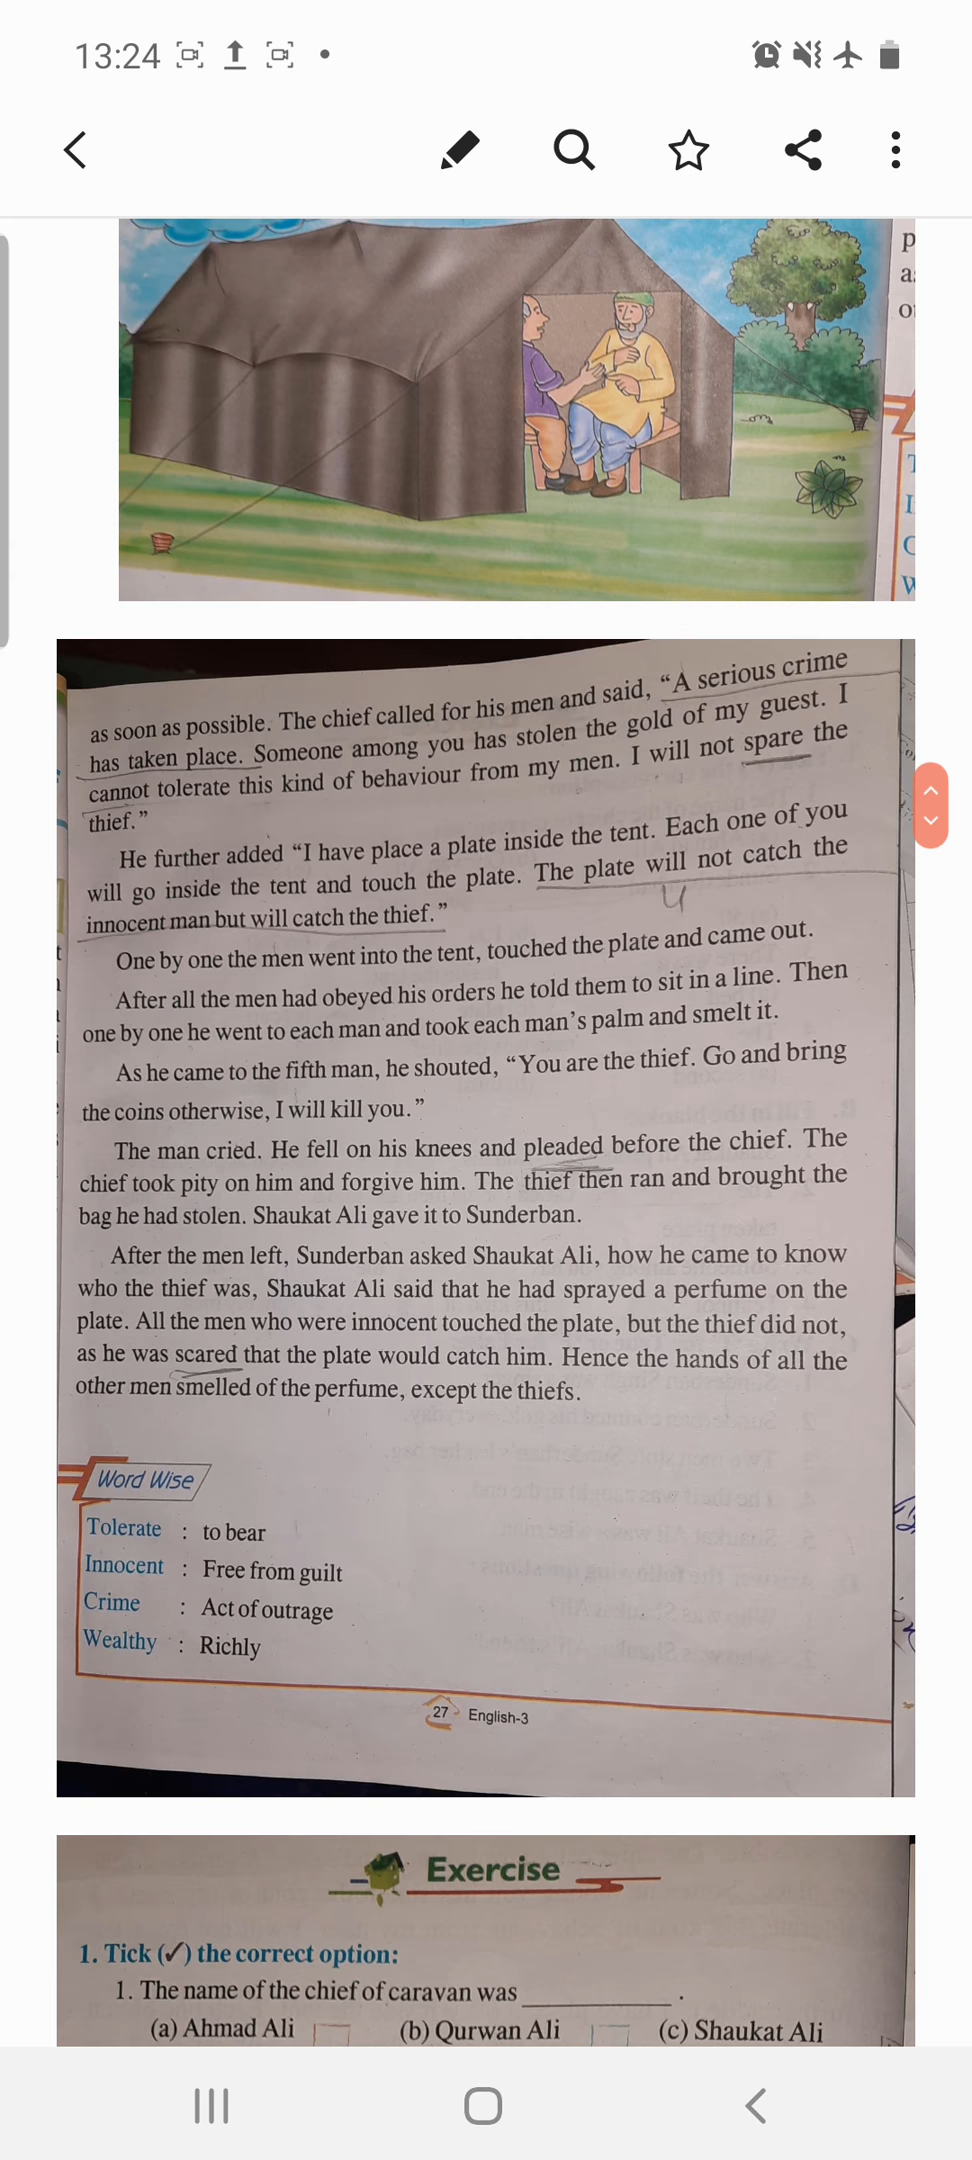 13:24
p
a
as soon as possible. The chief called for his men and said, “A serious crime
has taken place. Someone among you has stolen the gold of my guest. I
cannot tolerate this kind of behaviour from my men. I will not spare the
thief.”
He further added “I have place a plate inside the tent. Each one of you
will go inside the tent and touch the plate. The plate will not catch the
innocent man but will catch the thief.”
One by one the men went into the tent, touched the plate and came out.
After all the men had obeyed his orders he told them to sit in a line. Then
one by one he went to each man and took each man’s palm and smelt it.
As he came to the fifth man, he shouted, “You are the thief. Go and bring
the coins otherwise, I will kill you.”
The man cried. He fell on his knees and pleaded before the chief. The
chief took pity on him and forgive him. The thief then ran and brought the
bag he had stolen. Shaukat Ali gave it to Sunderban.
After the men left, Sunderban asked Shaukat Ali, how he came to know
who the thief was, Shaukat Ali said that he had sprayed a perfume on the
plate. All the men who were innocent touched the plate, but the thief did not,
as he was scared that the plate would catch him. Hence the hands of all the
other men smelled of the perfume, except the thiefs.
Word Wise
Tolerate : to bear
Innocent : Free from guilt
Crime : Act of outrage
Wealthy : Richly
27 English-3
Exercise
1. Tick (✓) the correct option:
1. The name of the chief of caravan was ____________ .
(a) Ahmad Ali (b) Qurwan Ali (c) Shaukat Ali